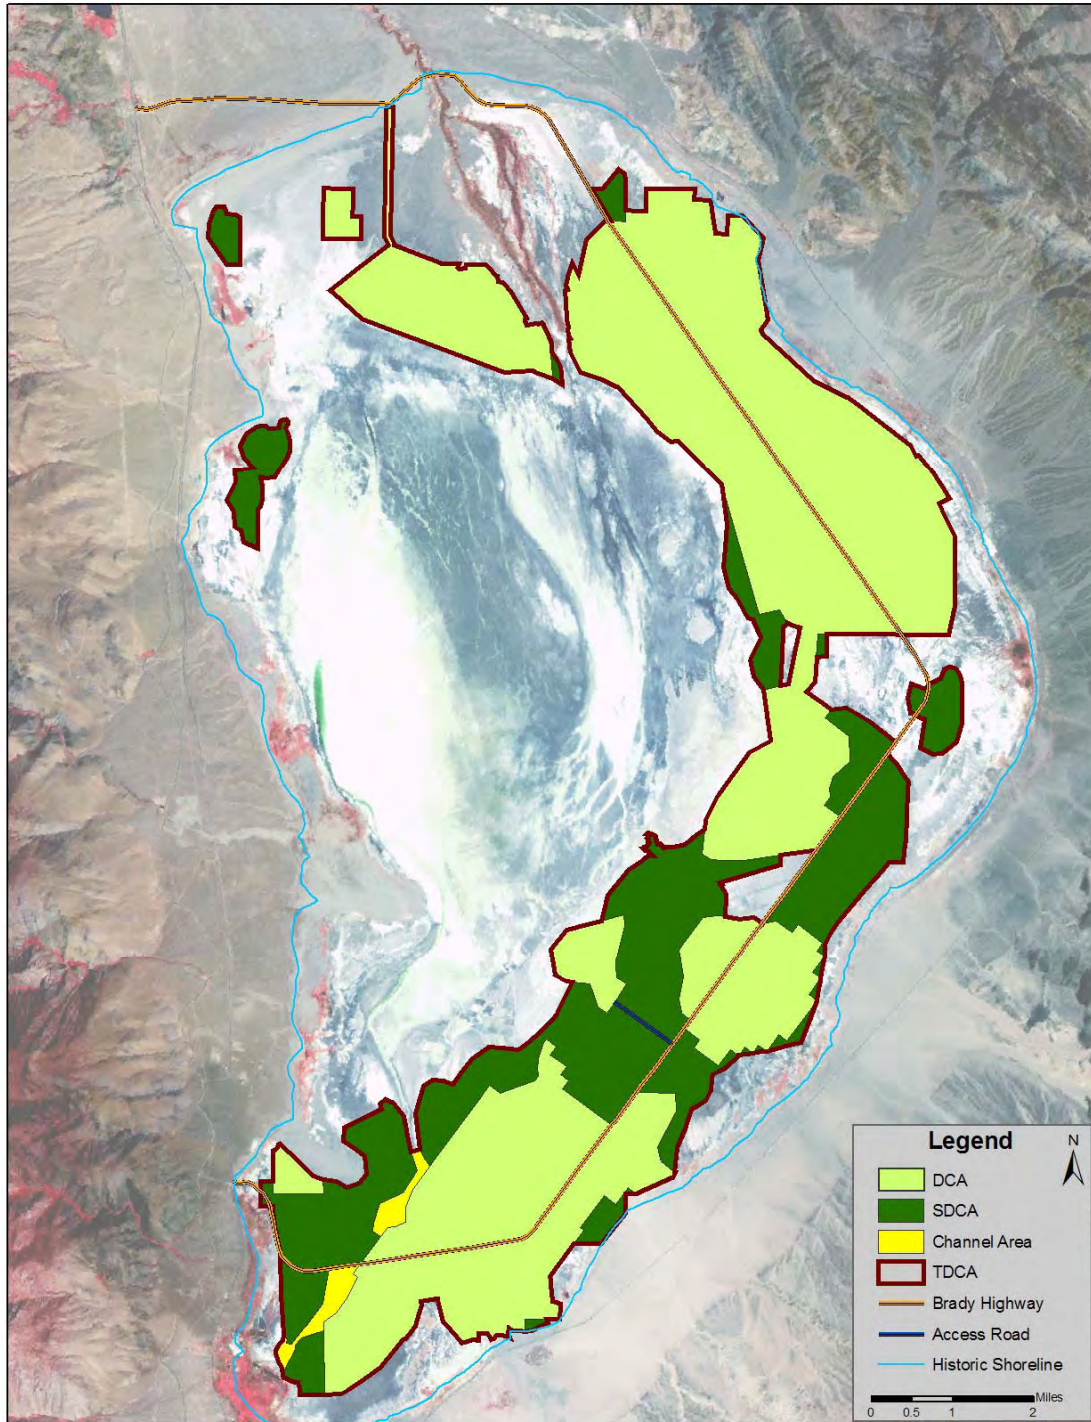 Legend
N
DCA
SDCA
Channel Area
TDCA
Brady Highway
Access Road
Historic Shoreline
Miles
0 0.5 1 2